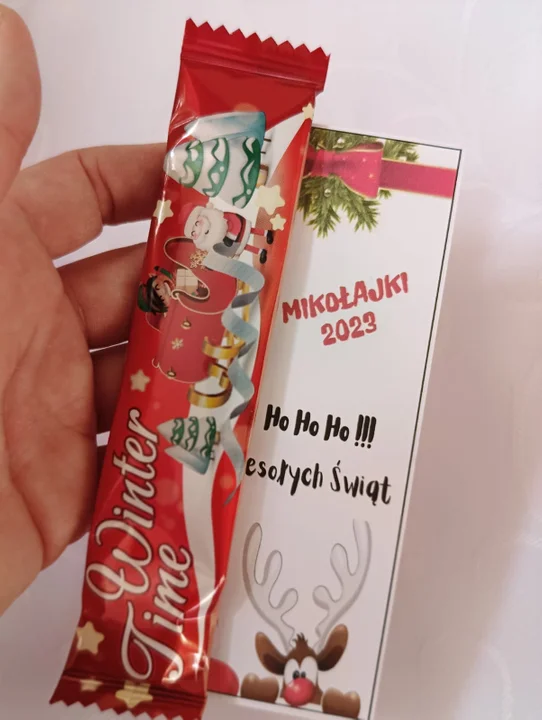 Winter
Time
MIKOŁAJKI
2023
Ho Ho Ho !!!
esołych Świąt